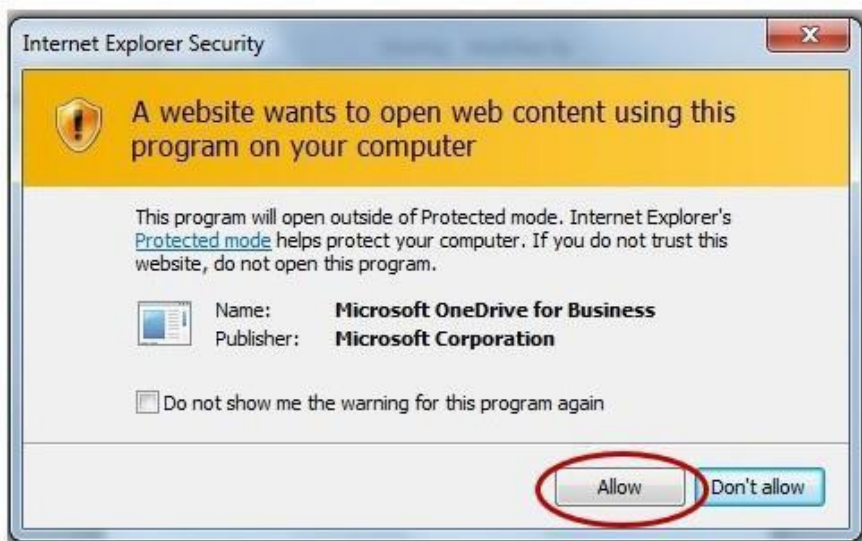 Internet Explorer Security
A website wants to open web content using this
program on your computer
This program will open outside of Protected mode. Internet Explorer's
Protected mode helps protect your computer. If you do not trust this
website, do not open this program.
Name: Microsoft OneDrive for Business
Publisher: Microsoft Corporation
Do not show me the warning for this program again
Allow Don't allow